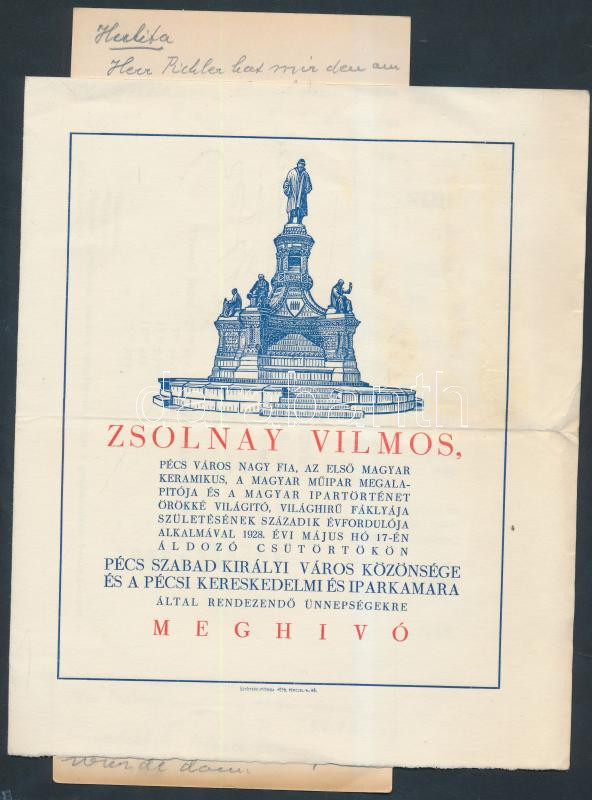 Herlita
Herr Pichler hat mir den am
ZSOLNAY VILMOS,
PÉCS VÁROS NAGY FIA, AZ ELSŐ MAGYAR
KERAMIKUS, A MAGYAR MŰIPAR MEGALA-
PITÓJA ÉS A MAGYAR IPARTÖRTÉNET
ÖRÖKKÉ VILÁGITÓ, VILÁGHIRŰ FÁKLYÁJA
SZÜLETÉSÉNEK SZÁZADIK ÉVFORDULÓJA
ALKALMÁVAL 1928. ÉVI MÁJUS HÓ 17-ÉN
ÁLDOZÓ CSÜTÖRTÖKÖN
PÉCS SZABAD KIRÁLYI VÁROS KÖZÖNSÉGE
ÉS A PÉCSI KERESKEDELMI ÉS IPARKAMARA
ÁLTAL RENDEZENDŐ ÜNNEPSÉGEKRE
MEGHIVÓ